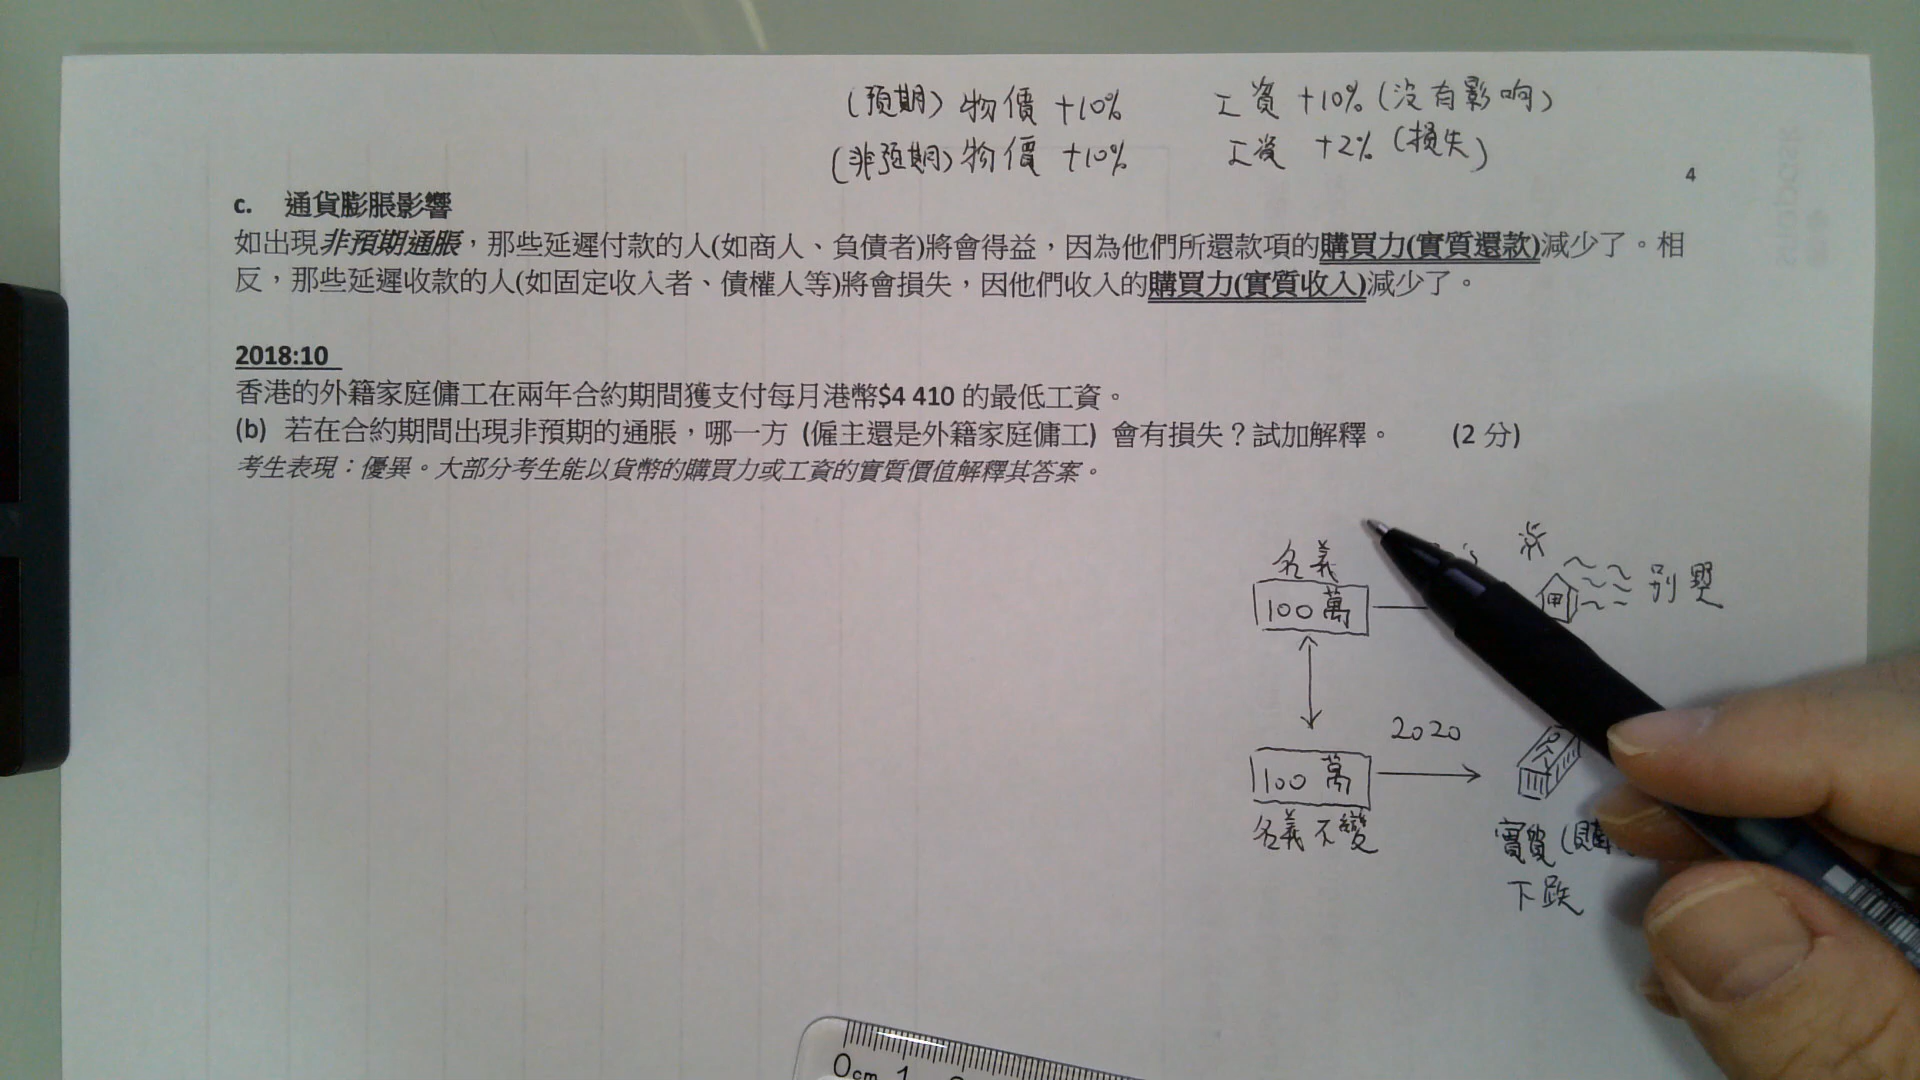 (預期) 物價 +10% 工資 +10% (沒有影响)
(非預期) 物價 +10% 工資 +2% (損失)
4
c. 通貨膨脹影響
如出現非預期通脹，那些延遲付款的人(如商人、負債者)將會得益，因為他們所還款項的購買力(實質還款)減少了。相
反，那些延遲收款的人(如固定收入者、債權人等)將會損失，因他們收入的購買力(實質收入)減少了。
2018:10
香港的外籍家庭傭工在兩年合約期間獲支付每月港幣$4 410 的最低工資。
(b) 若在合約期間出現非預期的通脹，哪一方 (僱主還是外籍家庭傭工) 會有損失？試加解釋。 (2 分)
考生表現：優異。大部分考生能以貨幣的購買力或工資的實質價值解釋其答案。
名義
100萬 別墅
2020
100萬
名義不變 實質 (購
下跌
0cm 1